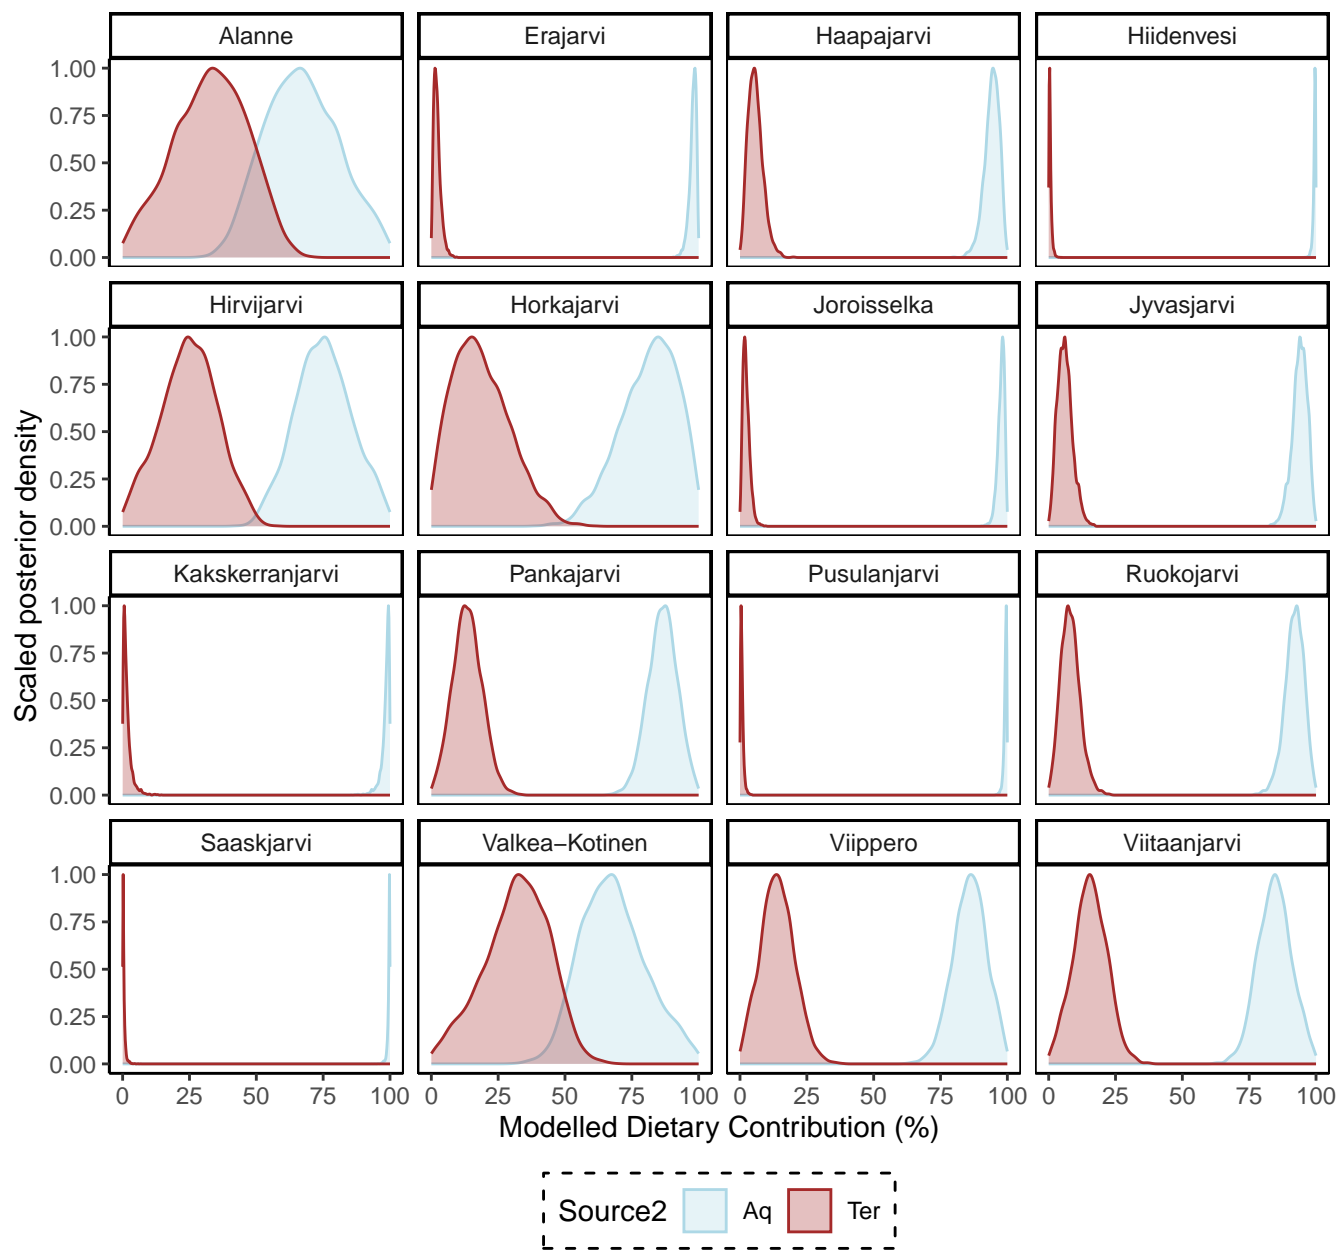 Alanne Erajarvi Haapajarvi Hiidenvesi
1.00
0.75
0.50
0.25
0.00
Hirvijarvi Horkajarvi Joroisselka Jyvasjarvi
1.00
0.75
0.50
0.25
0.00
Scaled posterior density
Kakskerranjarvi Pankajarvi Pusulanjarvi Ruokojarvi
1.00
0.75
0.50
0.25
0.00
Saaskjarvi Valkea−Kotinen Viippero Viitaanjarvi
1.00
0.75
0.50
0.25
0.00
0 25 50 75 100 0 25 50 75 100 0 25 50 75 100 0 25 50 75 100
Modelled Dietary Contribution (%)
Source2 Aq Ter